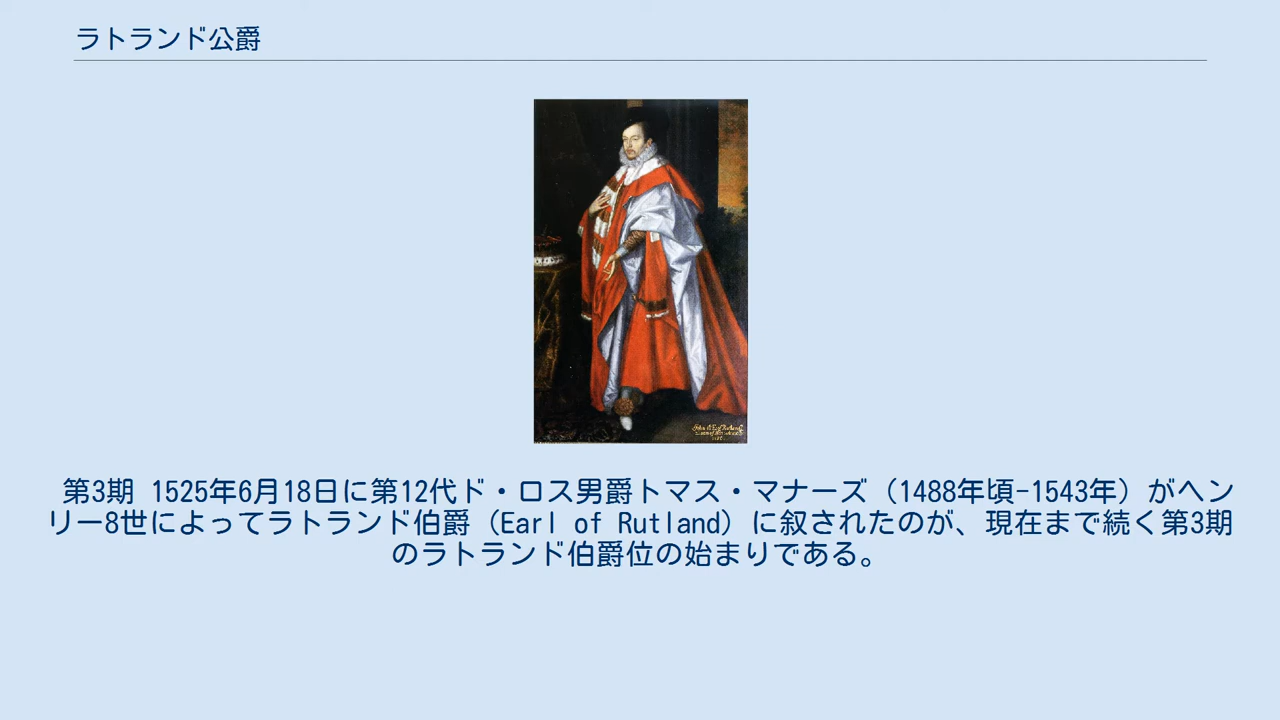 ラトランド公爵
第3期 1525年6月18日に第12代ド・ロス男爵トマス・マナーズ（1488年頃-1543年）がヘン
リー8世によってラトランド伯爵（Earl of Rutland）に叙されたのが、現在まで続く第3期
のラトランド伯爵位の始まりである。